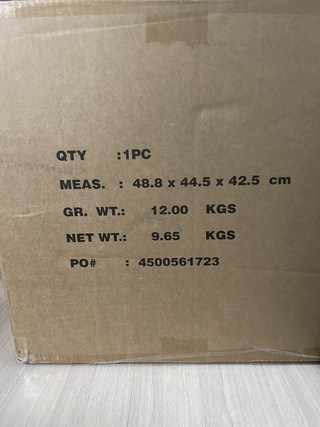 QTY :1PC
MEAS. : 48.8 x 44.5 x 42.5 cm
GR. WT.: 12.00 KGS
NET WT.: 9.65 KGS
PO# : 4500561723